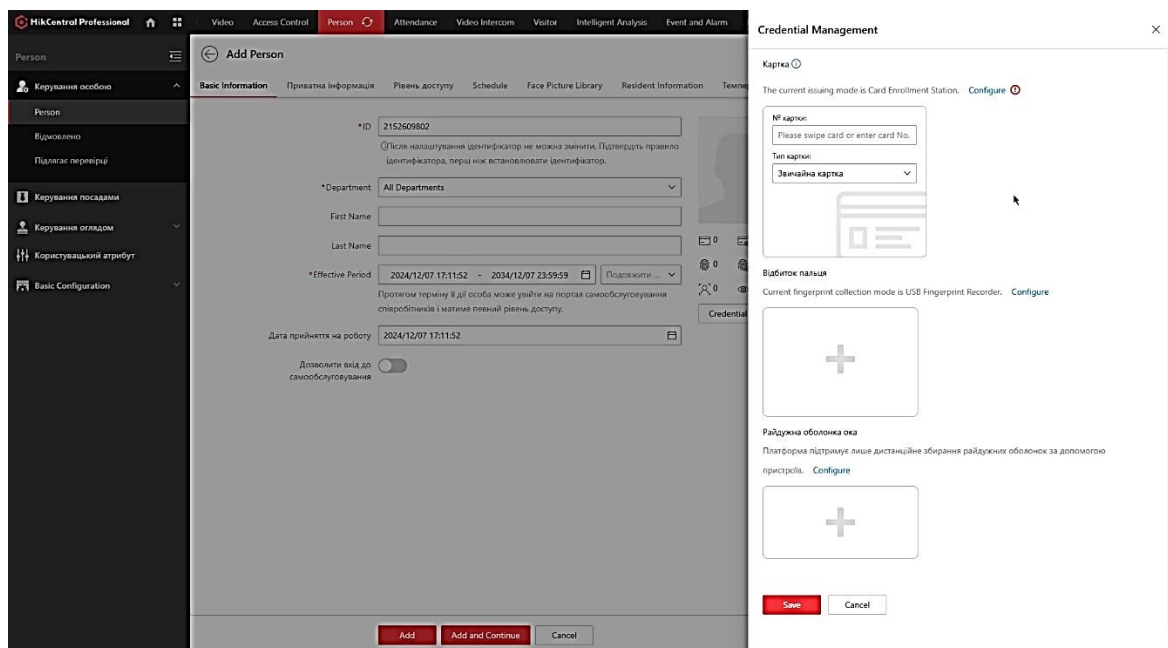 HikCentral Professional
Video Access Control Person Attendance Video Intercom Visitor Intelligent Analysis Event and Alarm
Person
Керування особою
Person
Відмовлено
Підлягає перевірці
Керування посадами
Керування оглядом
Користувацький атрибут
Basic Configuration
Add Person
Basic Information Приватна інформація Рівень доступу Schedule Face Picture Library Resident Information
*ID 2152609802
Після налаштування ідентифікатор не можна змінити. Підтвердіть правило
ідентифікатора, перш ніж встановлювати ідентифікатор.
*Department All Departments
First Name
Last Name
*Effective Period 2024/12/07 17:11:52 - 2034/12/07 23:59:59 Подовжити ...
Протягом терміну її дії особа може увійти на портал самообслуговування
співробітників і матиме певний рівень доступу.
Дата прийняття на роботу 2024/12/07 17:11:52
Дозволити вхід до
самообслуговування
0
0
0
Credential
Add Add and Continue Cancel
Credential Management
Картка
The current issuing mode is Card Enrollment Station. Configure
№ картки:
Please swipe card or enter card No.
Тип картки:
Звичайна картка
Відбиток пальця
Current fingerprint collection mode is USB Fingerprint Recorder. Configure
Райдужна оболонка ока
Платформа підтримує лише дистанційне збирання райдужних оболонок за допомогою
пристроїв. Configure
Save Cancel